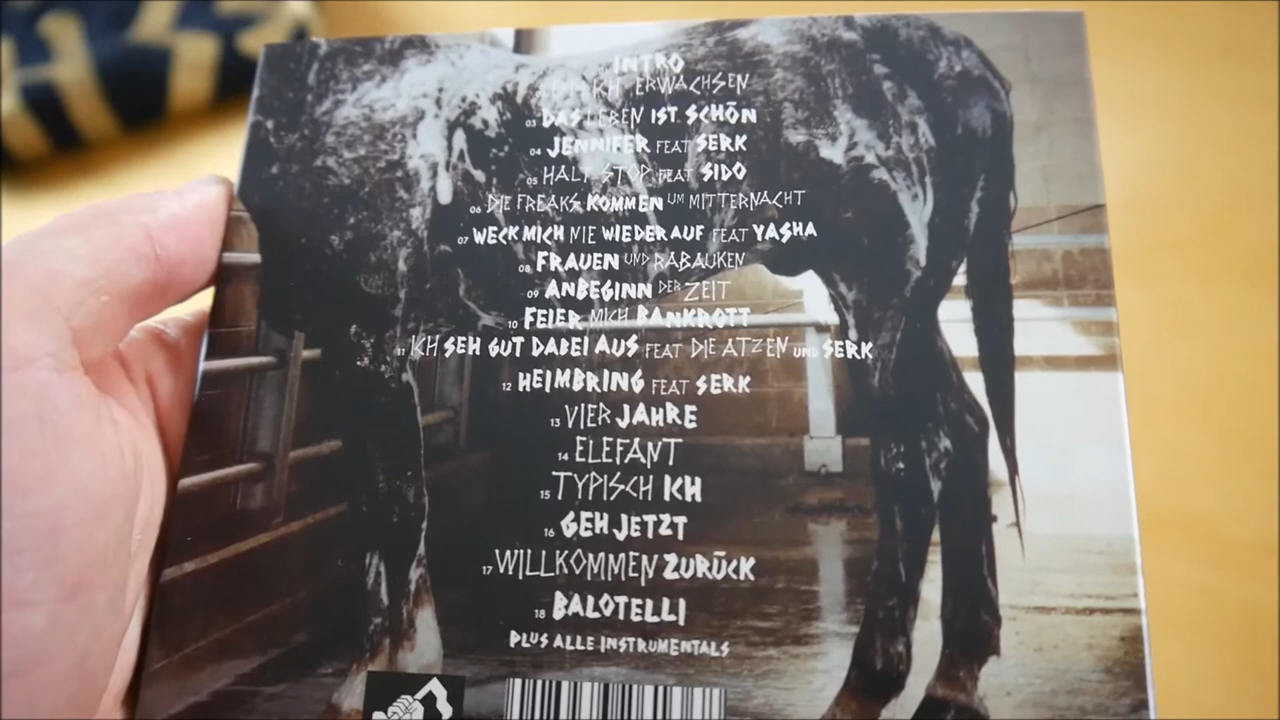 INTRO
ERWACHSEN
03 DAS LEBEN IST SCHÖN
04 JENNIFER FEAT SERK
05 HALT STOP FEAT SIDO
06 DIE FREAKS KOMMEN UM MITTERNACHT
07 WECK MICH NIE WIEDER AUF FEAT YASHA
08 FRAUEN UND RABAUKEN
09 ANBEGINN DER ZEIT
10 FEIER MICH BANKROTT
11 ICH SEH GUT DABEI AUS FEAT DIE ATZEN UND SERK
12 HEIMBRING FEAT SERK
13 VIER JAHRE
14 ELEFANT
15 TYPISCH ICH
16 GEH JETZT
17 WILLKOMMEN ZURÜCK
18 BALOTELLI
PLUS ALLE INSTRUMENTALS